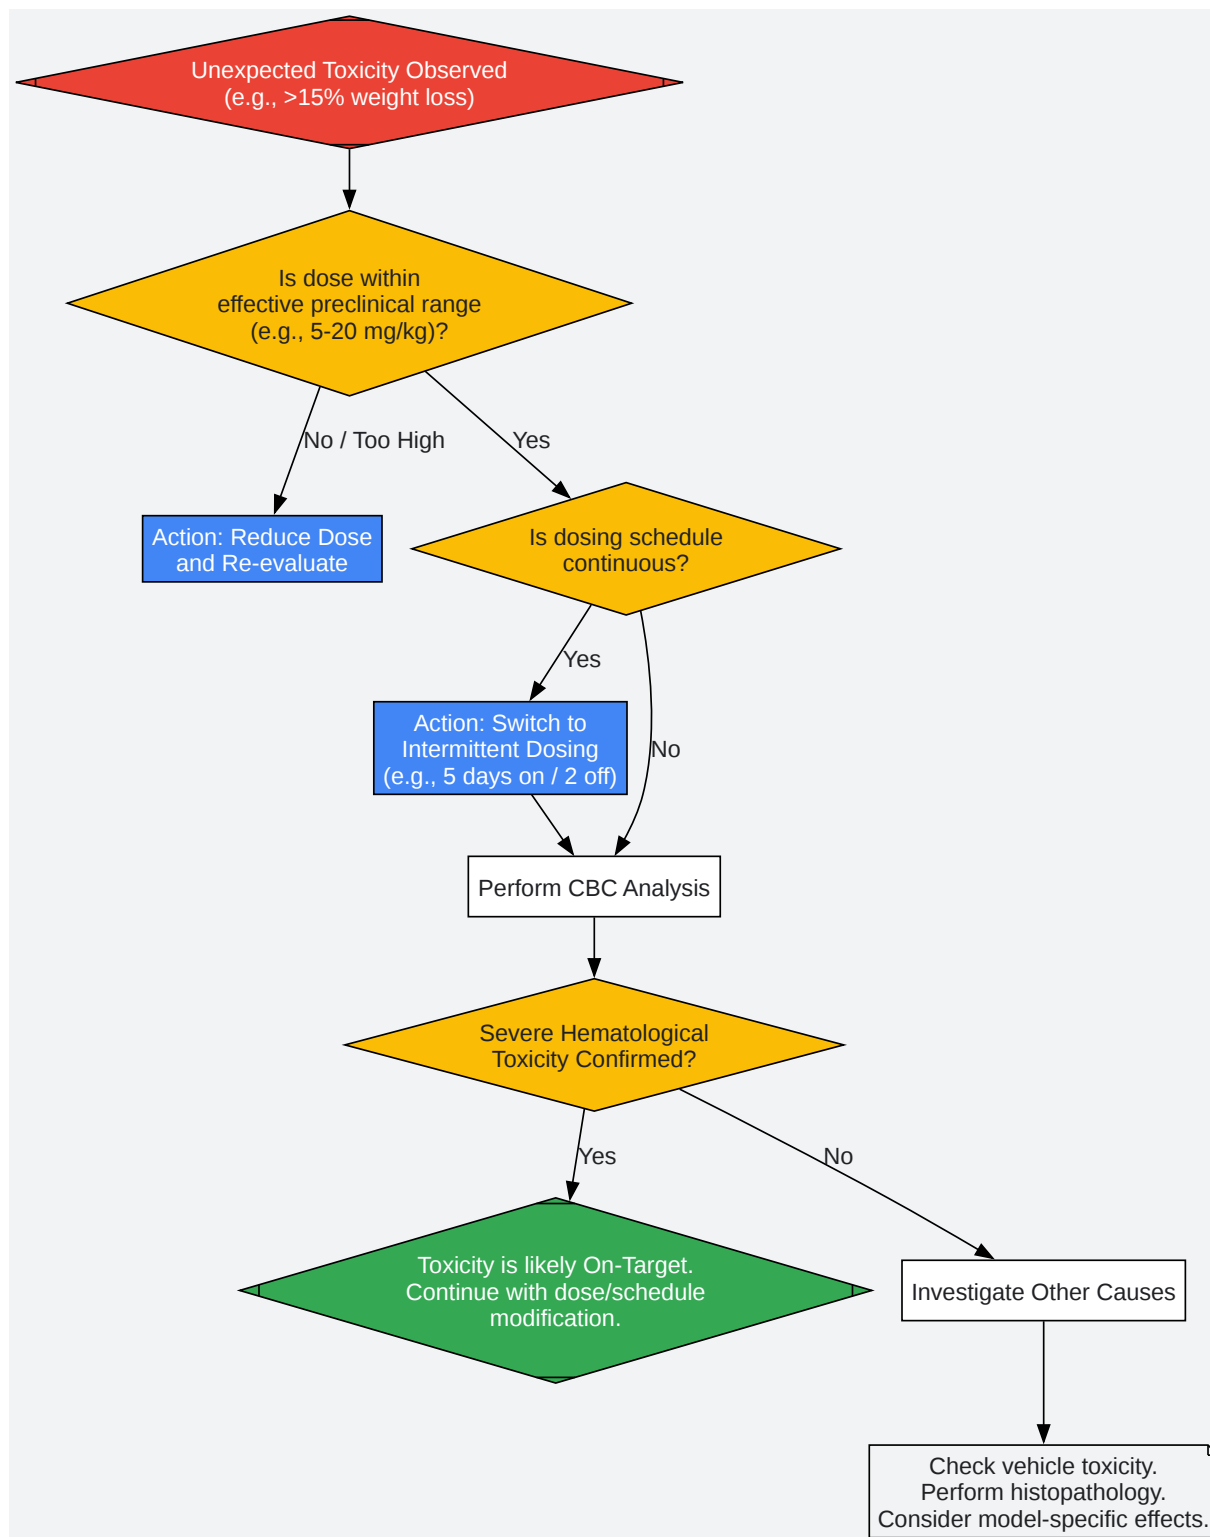 Unexpected Toxicity Observed
(e.g., >15% weight loss)
Is dose within
effective preclinical range
(e.g., 5-20 mg/kg)?
No / Too High
Yes
Action: Reduce Dose
and Re-evaluate
Is dosing schedule
continuous?
Yes
Action: Switch to
Intermittent Dosing
(e.g., 5 days on / 2 off)
No
Perform CBC Analysis
Severe Hematological
Toxicity Confirmed?
Yes
No
Toxicity is likely On-Target.
Continue with dose/schedule
modification.
Investigate Other Causes
Check vehicle toxicity.
Perform histopathology.
Consider model-specific effects.